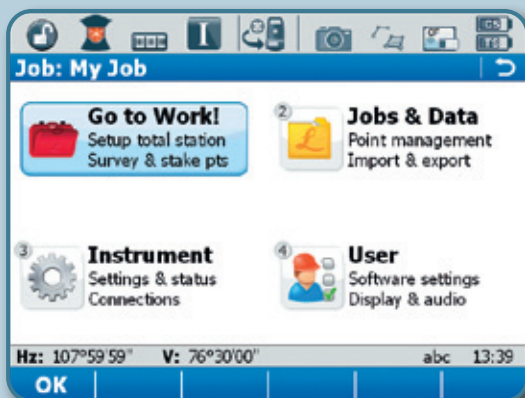 Job: My Job
Go to Work!
Setup total station
Survey & stake pts
2
Jobs & Data
Point management
Import & export
3
Instrument
Settings & status
Connections
4
User
Software settings
Display & audio
Hz: 107°59'59" V: 76°30'00" abc 13:39
OK